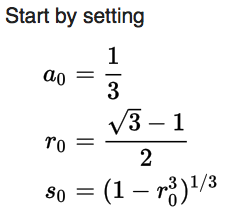 Start by setting
a₀ = 1/3
r₀ = (√3 − 1)/2
s₀ = (1 − r₀³)^{1/3}